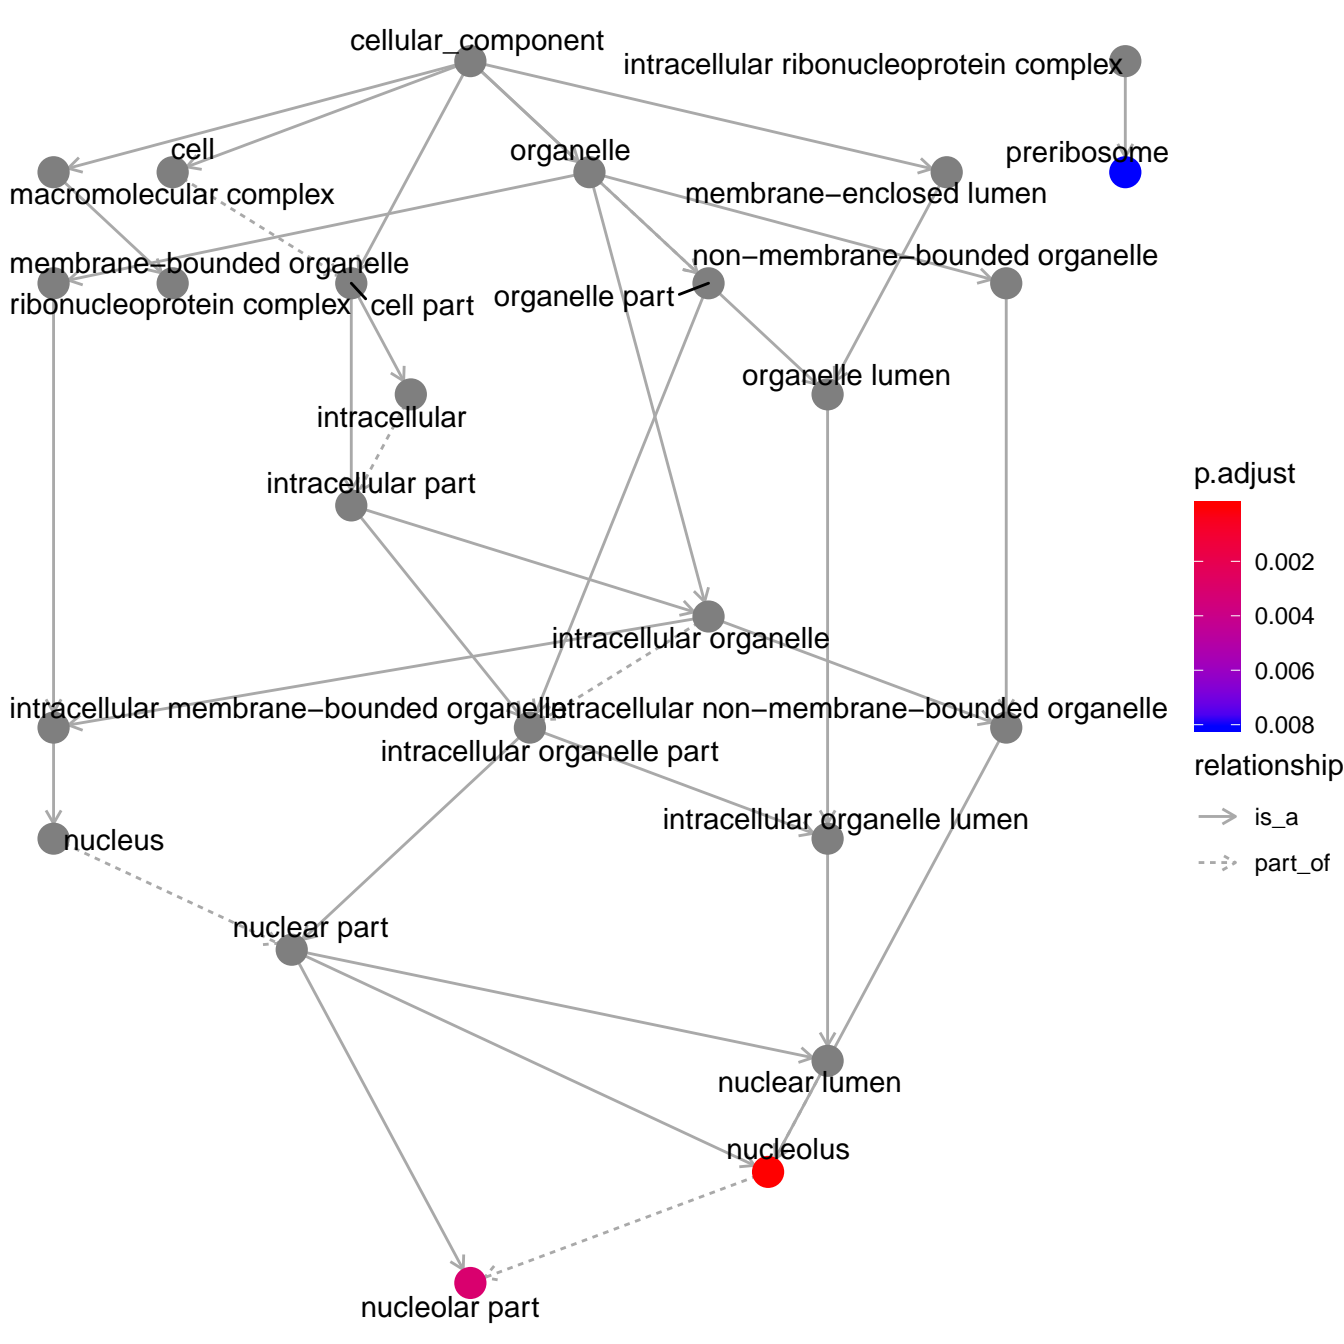 cellular_component
intracellular ribonucleoprotein complex
cell
organelle
preribosome
macromolecular complex
membrane−enclosed lumen
membrane−bounded organelle
non−membrane−bounded organelle
ribonucleoprotein complex
cell part
organelle part
organelle lumen
intracellular
intracellular part
p.adjust
0.002
0.004
0.006
0.008
relationship
is_a
part_of
intracellular organelle
intracellular membrane−bounded organelle
intracellular non−membrane−bounded organelle
intracellular organelle part
intracellular organelle lumen
nucleus
nuclear part
nuclear lumen
nucleolus
nucleolar part